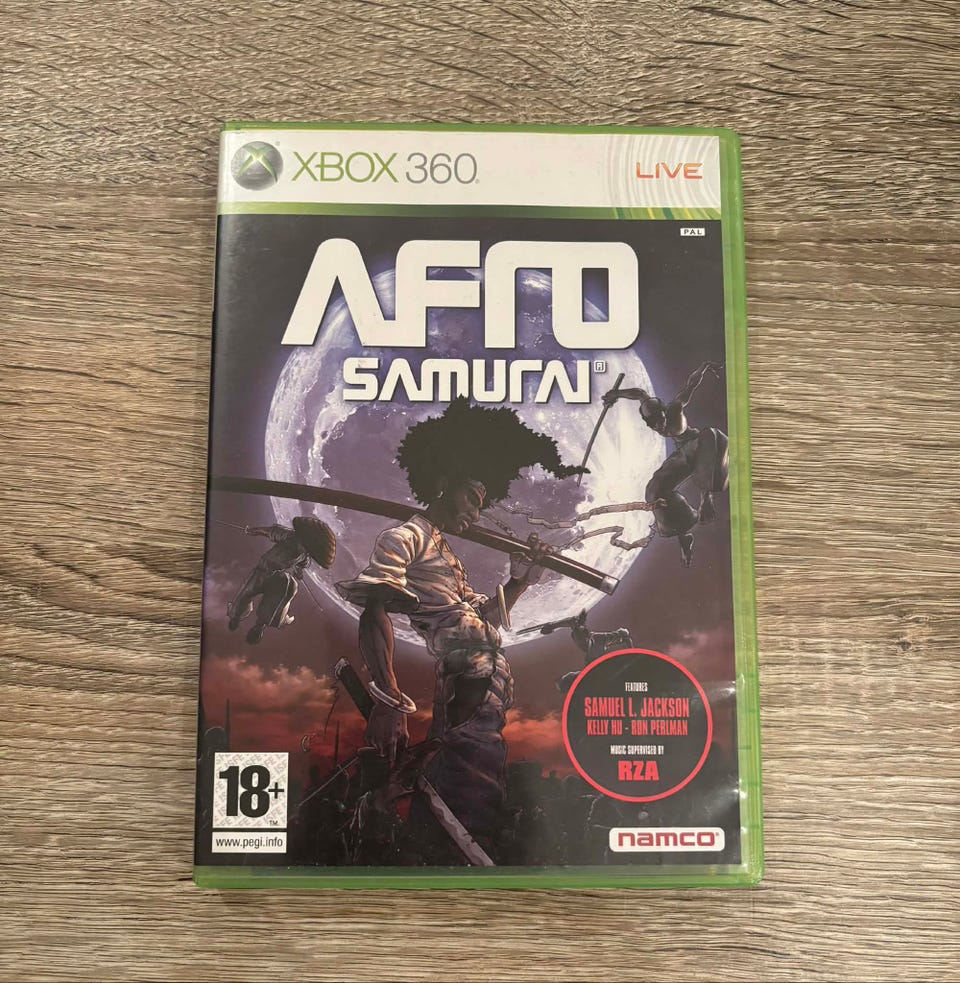 XBOX 360
LIVE
PAL
AFRO
SAMURAI®
FEATURES
SAMUEL L. JACKSON
KELLY HU - RON PERLMAN
MUSIC SUPERVISED BY
RZA
18+
TM
www.pegi.info
namco®